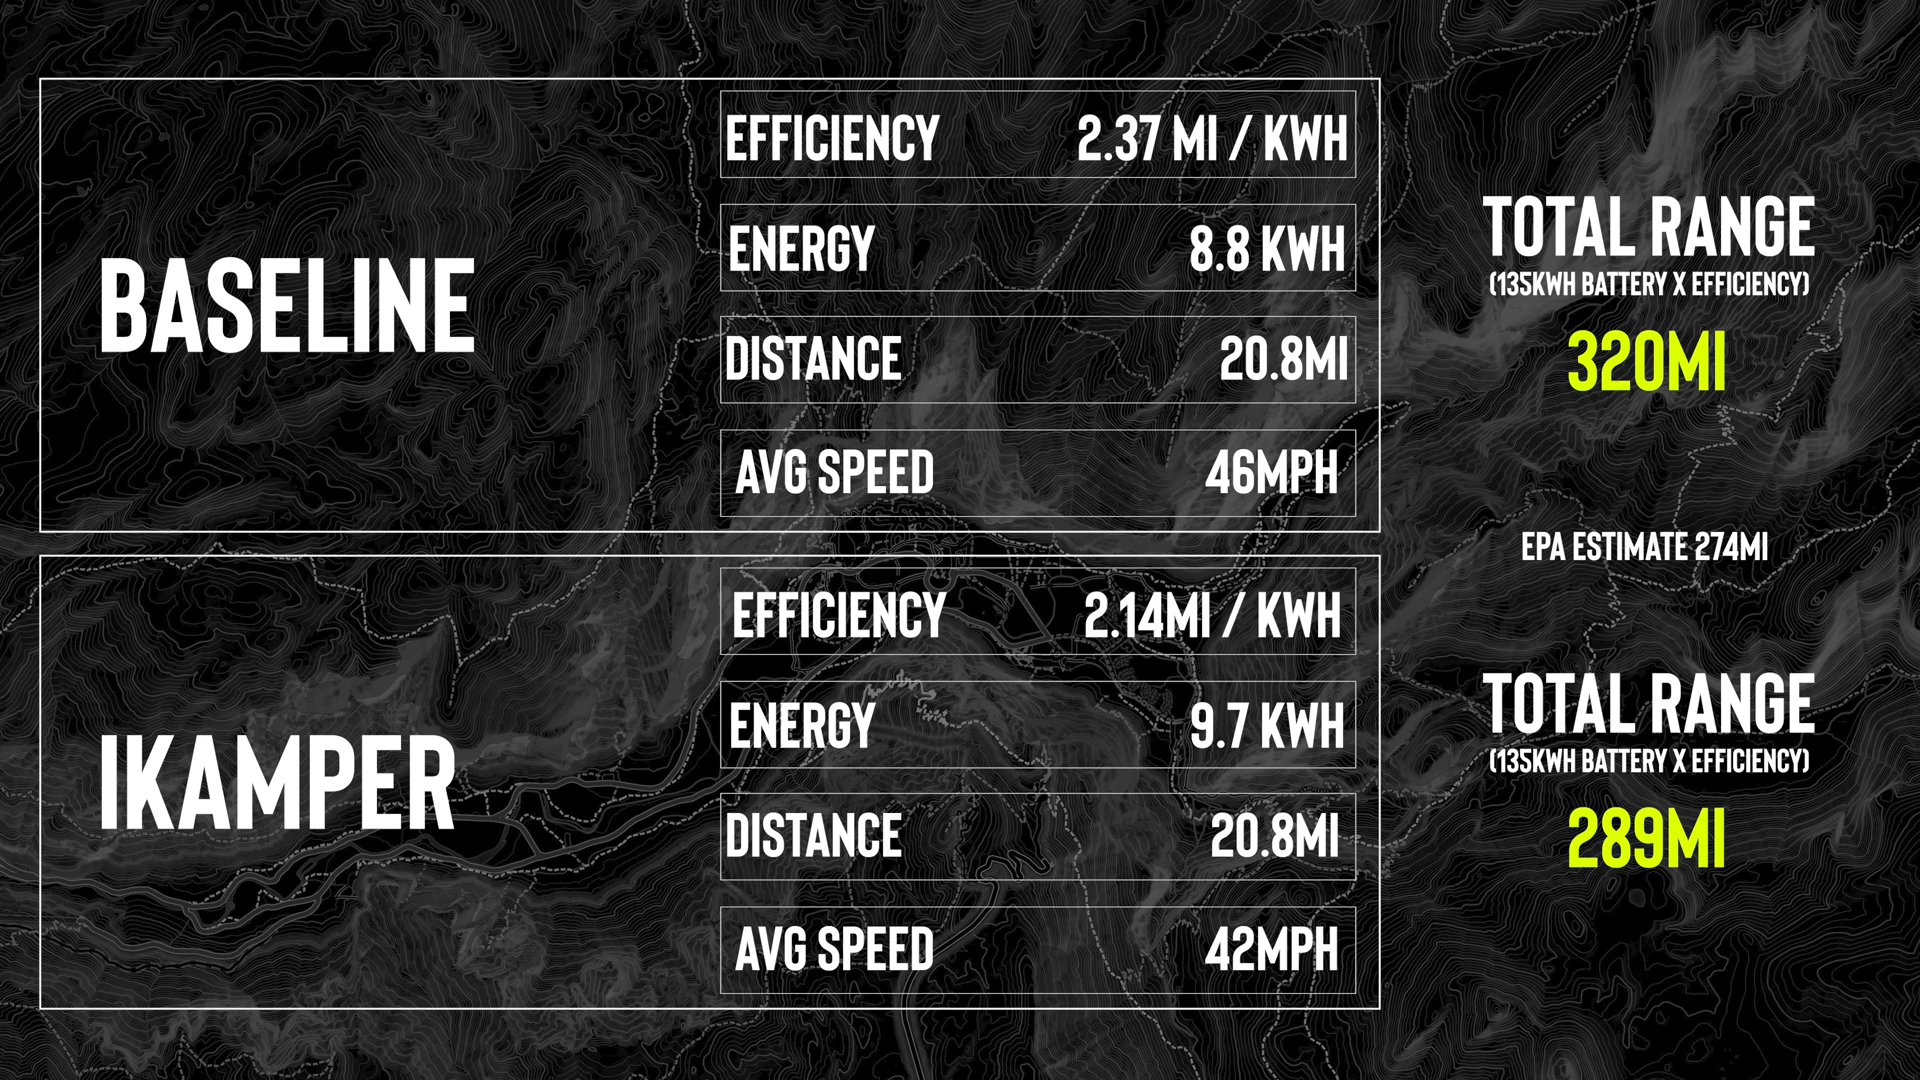 BASELINE
EFFICIENCY 2.37 MI / KWH
ENERGY 8.8 KWH
DISTANCE 20.8MI
AVG SPEED 46MPH
TOTAL RANGE
(135KWH BATTERY X EFFICIENCY)
320MI
EPA ESTIMATE 274MI
IKAMPER
EFFICIENCY 2.14MI / KWH
ENERGY 9.7 KWH
DISTANCE 20.8MI
AVG SPEED 42MPH
TOTAL RANGE
(135KWH BATTERY X EFFICIENCY)
289MI